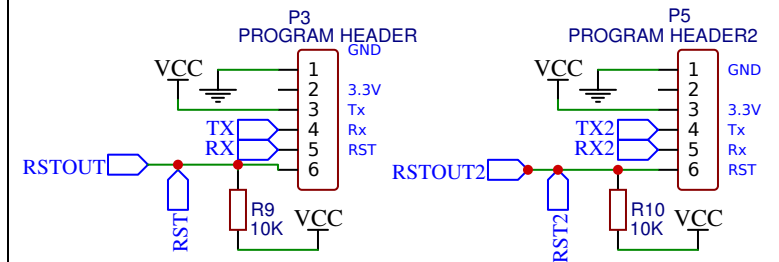 P3
PROGRAM HEADER
GND
VCC
1
2 3.3V
3 Tx
TX 4 Rx
RX 5 RST
RSTOUT 6
RST
R9
10K
VCC
P5
PROGRAM HEADER2
VCC
1 GND
2
3 3.3V
TX2 4 Tx
RX2 5 Rx
RSTOUT2 6 RST
RST2
R10
10K
VCC